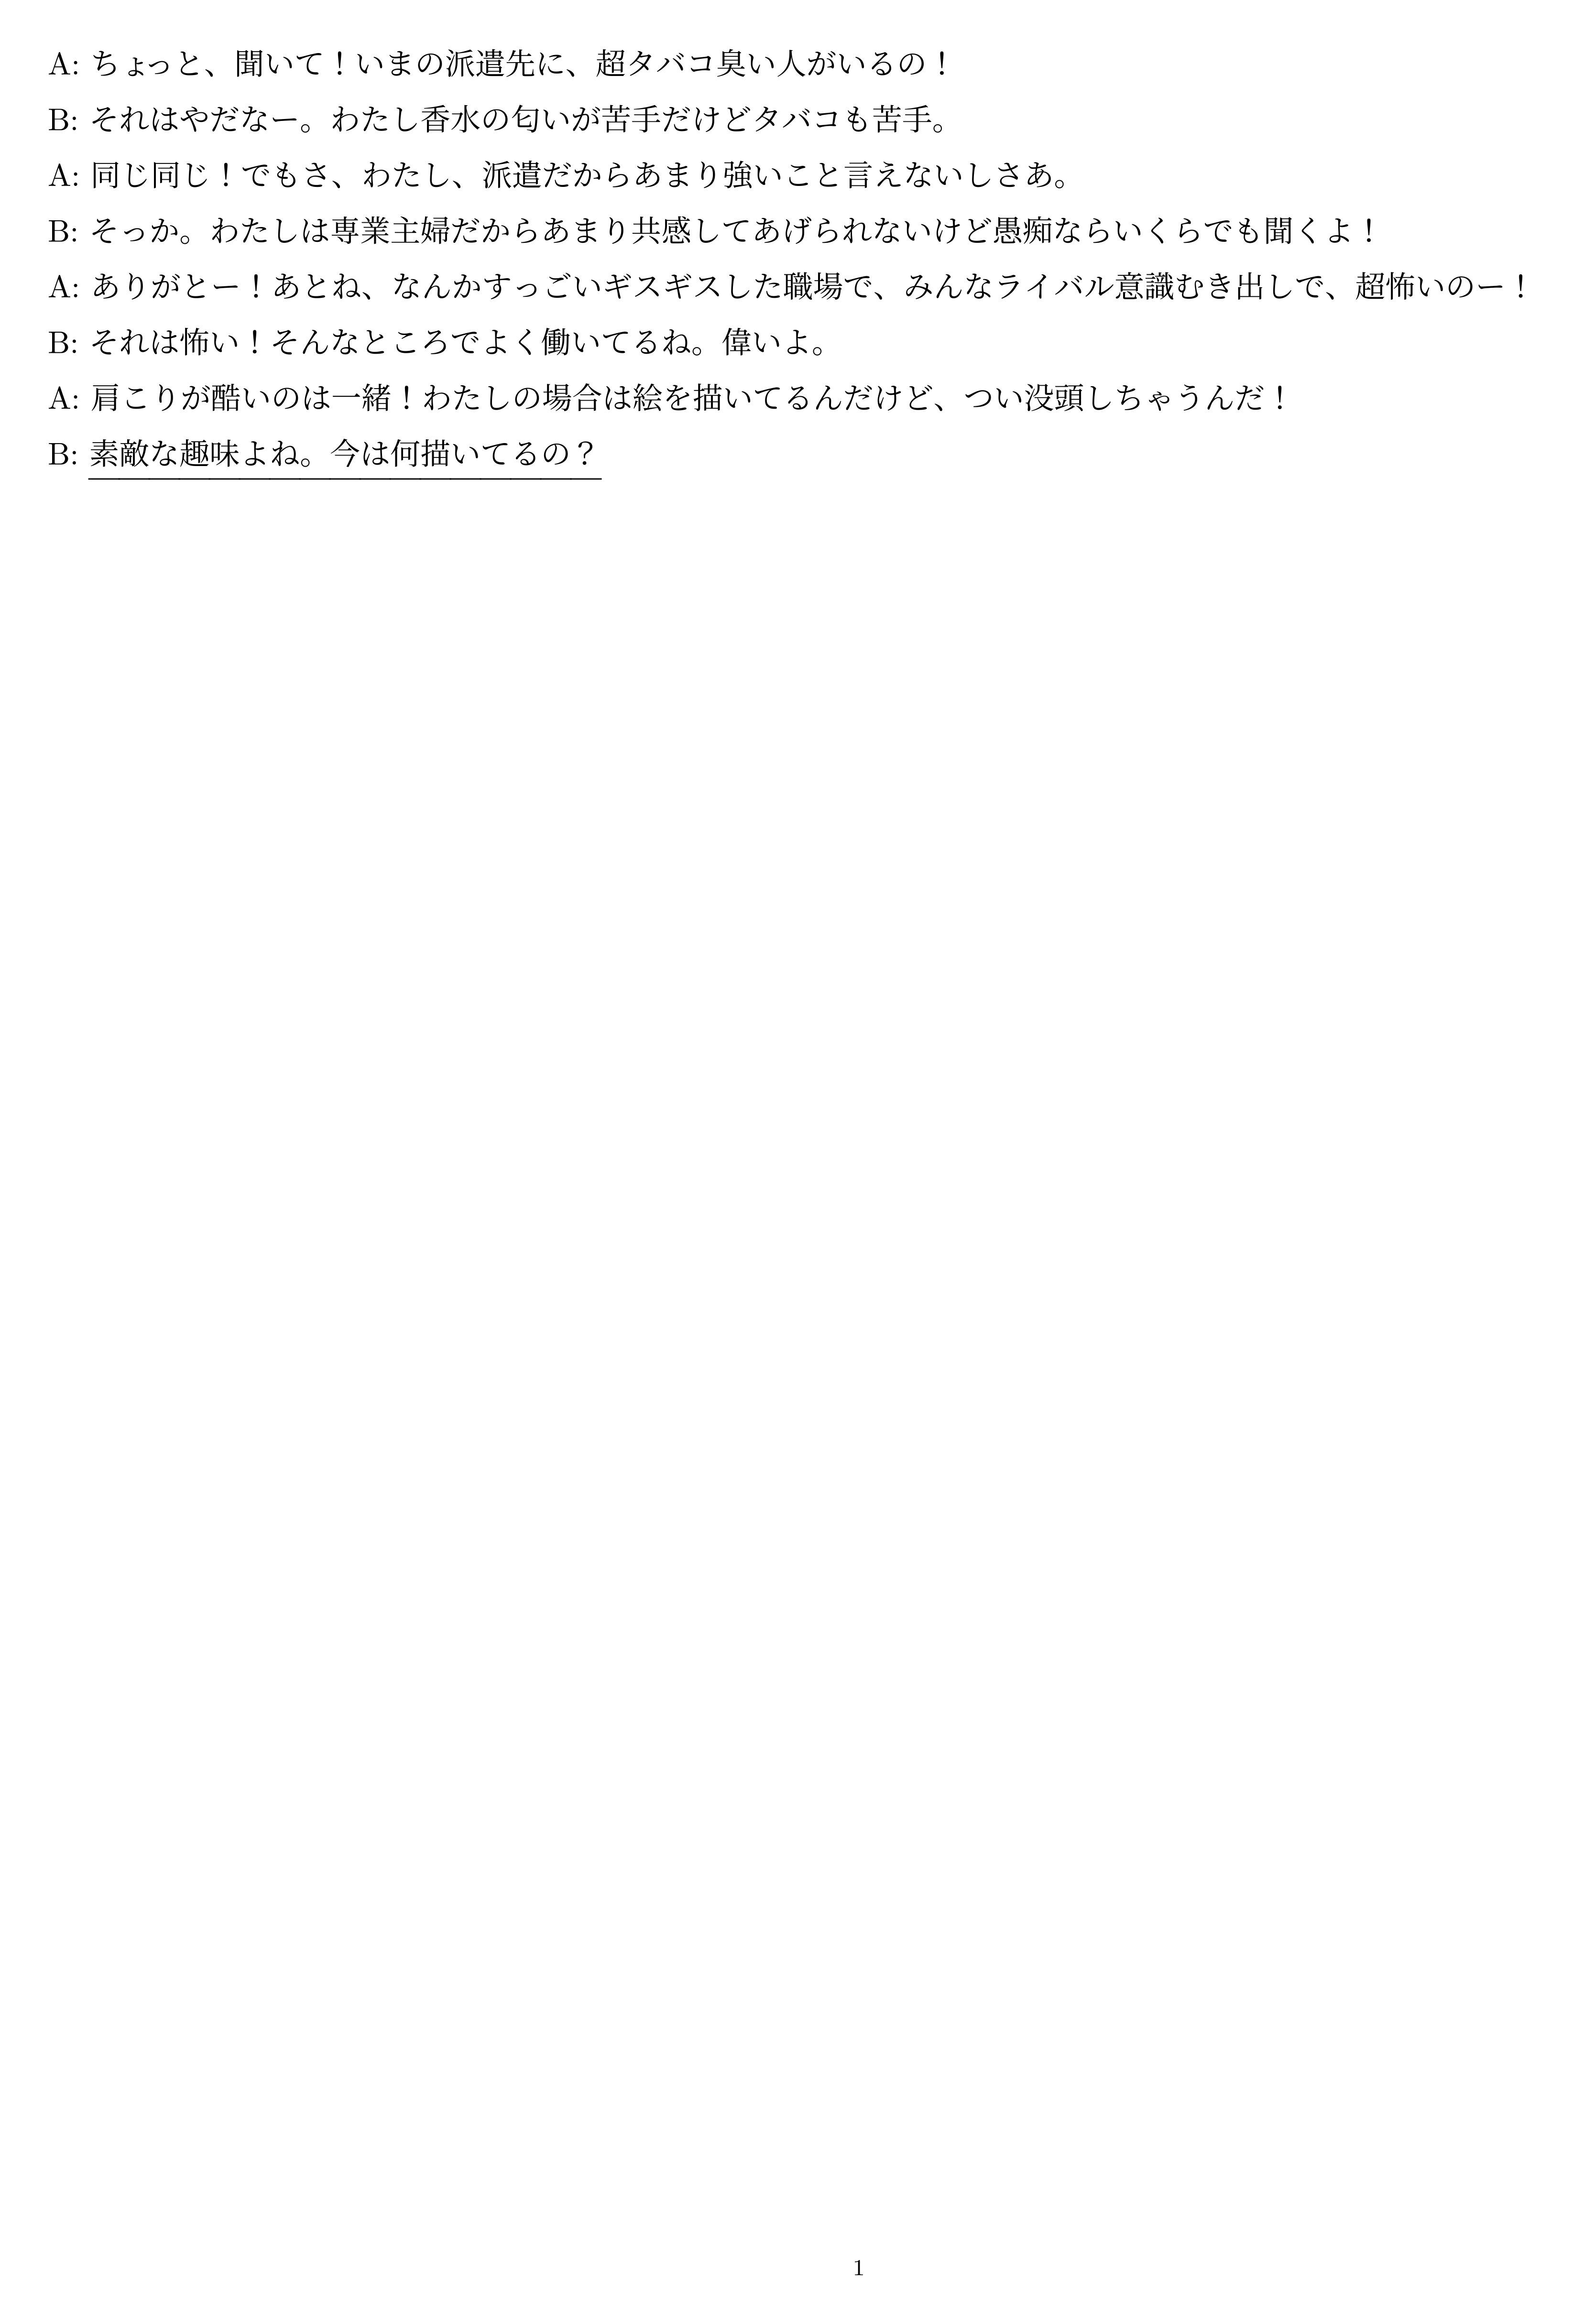 A: ちょっと、聞いて！いまの派遣先に、超タバコ臭い人がいるの！
B: それはやだなー。わたし香水の匂いが苦手だけどタバコも苦手。
A: 同じ同じ！でもさ、わたし、派遣だからあまり強いこと言えないしさあ。
B: そっか。わたしは専業主婦だからあまり共感してあげられないけど愚痴ならいくらでも聞くよ！
A: ありがとー！あとね、なんかすっごいギスギスした職場で、みんなライバル意識むき出しで、超怖いのー！
B: それは怖い！そんなところでよく働いてるね。偉いよ。
A: 肩こりが酷いのは一緒！わたしの場合は絵を描いてるんだけど、つい没頭しちゃうんだ！
B: 素敵な趣味よね。今は何描いてるの？
1